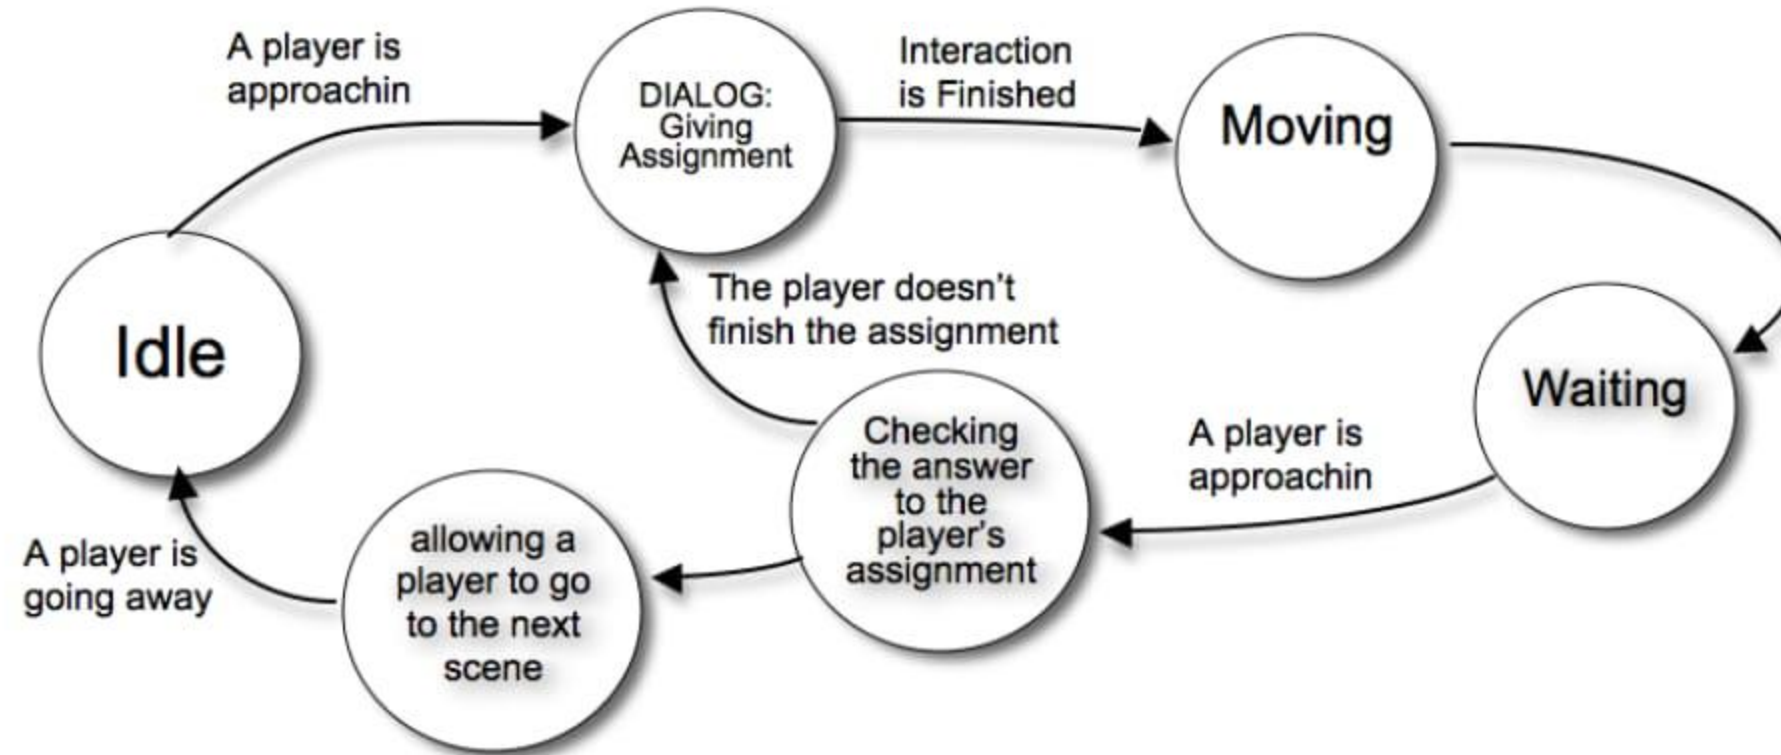 A player is
approachin
DIALOG:
Giving
Assignment
Interaction
is Finished
Moving
The player doesn't
finish the assignment
Idle
Waiting
Checking
the answer
to the
player's
assignment
A player is
approachin
allowing a
player to go
to the next
scene
A player is
going away